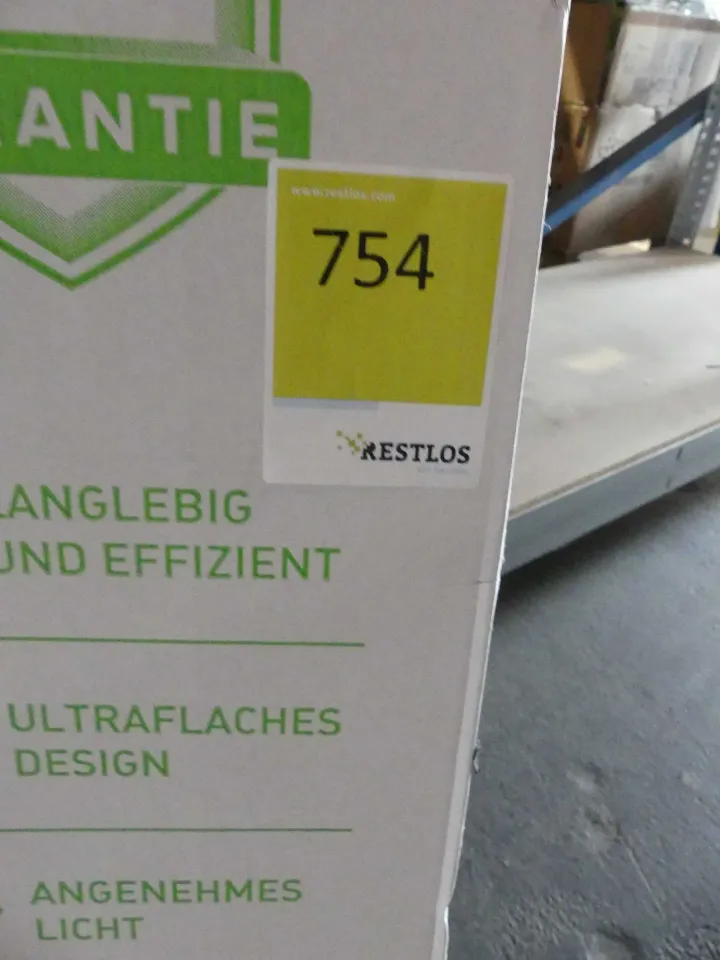 ANTIE
www.restlos.com
754
RESTLOS
LANGLEBIG
UND EFFIZIENT
ULTRAFLACHES
DESIGN
ANGENEHMES
LICHT